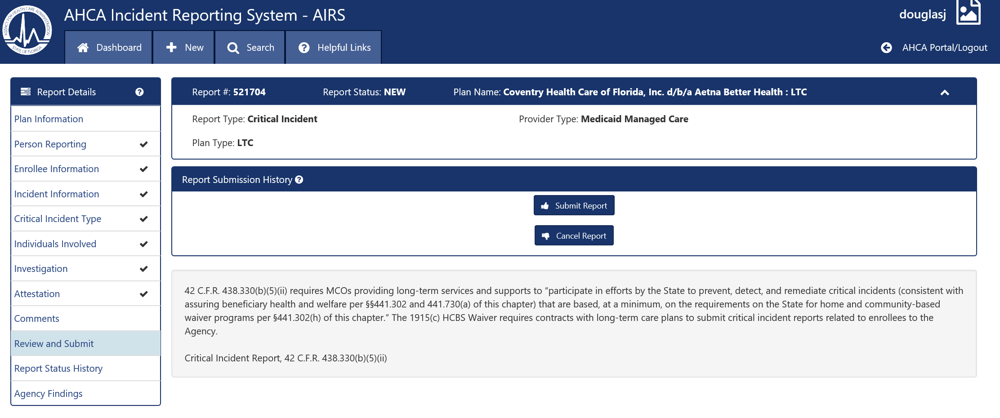 AGENCY FOR HEALTH CARE ADMINISTRATION
STATE OF FLORIDA
AHCA Incident Reporting System - AIRS
douglasj
Dashboard
New
Search
Helpful Links
AHCA Portal/Logout
Report Details
Plan Information
Person Reporting
Enrollee Information
Incident Information
Critical Incident Type
Individuals Involved
Investigation
Attestation
Comments
Review and Submit
Report Status History
Agency Findings
Report #: 521704
Report Status: NEW
Plan Name: Coventry Health Care of Florida, Inc. d/b/a Aetna Better Health : LTC
Report Type: Critical Incident
Provider Type: Medicaid Managed Care
Plan Type: LTC
Report Submission History
Submit Report
Cancel Report
42 C.F.R. 438.330(b)(5)(ii) requires MCOs providing long-term services and supports to “participate in efforts by the State to prevent, detect, and remediate critical incidents (consistent with
assuring beneficiary health and welfare per §§441.302 and 441.730(a) of this chapter) that are based, at a minimum, on the requirements on the State for home and community-based
waiver programs per §441.302(h) of this chapter.” The 1915(c) HCBS Waiver requires contracts with long-term care plans to submit critical incident reports related to enrollees to the
Agency.
Critical Incident Report, 42 C.F.R. 438.330(b)(5)(ii)